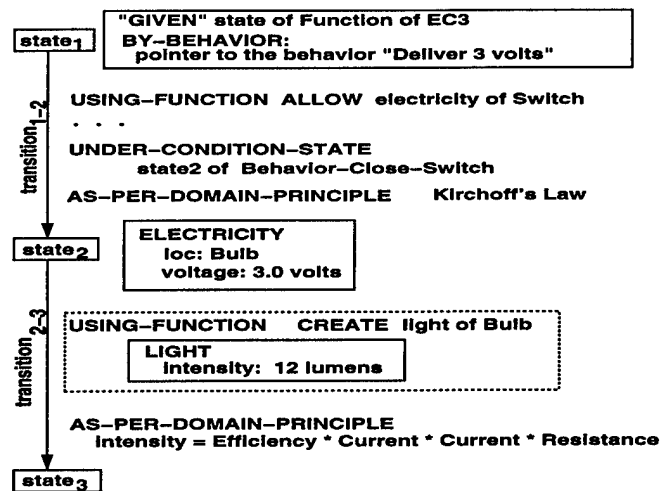 "GIVEN" state of Function of EC3
state1
BY-BEHAVIOR:
pointer to the behavior "Deliver 3 volts"
transition1-2
USING-FUNCTION ALLOW electricity of Switch
. . .
UNDER-CONDITION-STATE
state2 of Behavior-Close-Switch
AS-PER-DOMAIN-PRINCIPLE Kirchoff's Law
state2
ELECTRICITY
loc: Bulb
voltage: 3.0 volts
transition2-3
USING-FUNCTION CREATE light of Bulb
LIGHT
intensity: 12 lumens
AS-PER-DOMAIN-PRINCIPLE
intensity = Efficiency * Current * Current * Resistance
state3